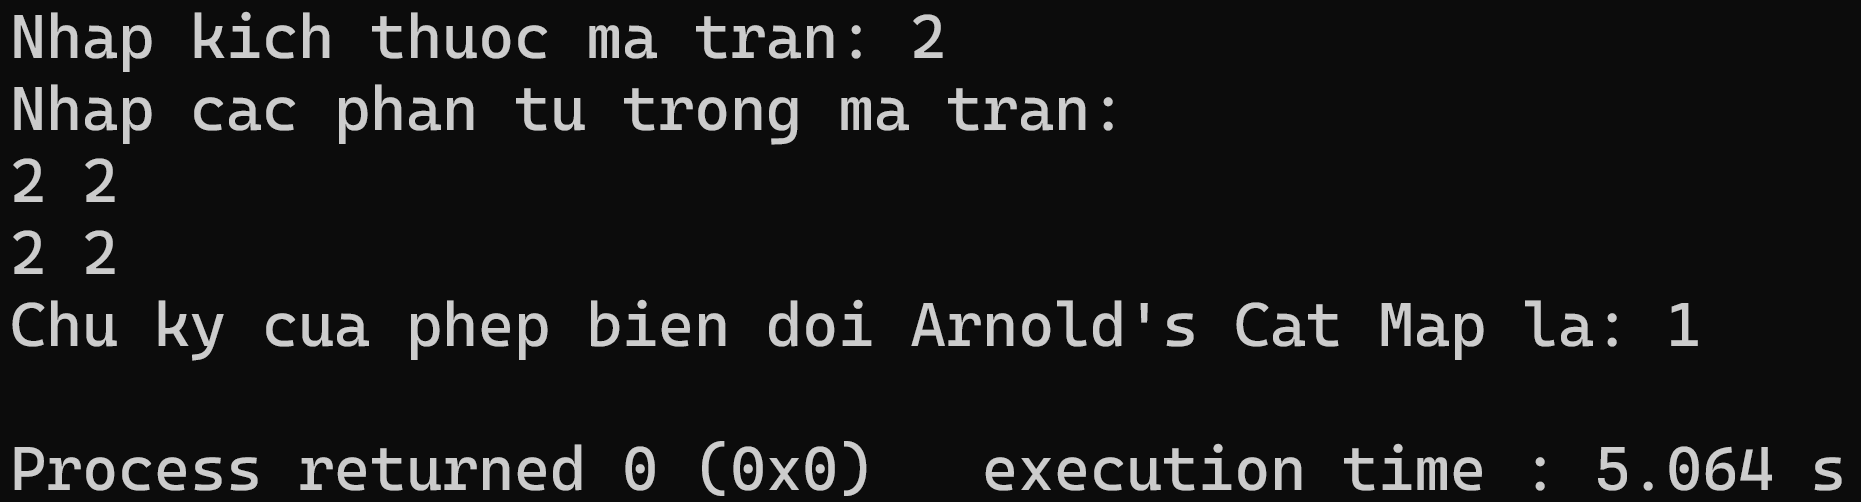 Nhap kich thuoc ma tran: 2
Nhap cac phan tu trong ma tran:
2 2
2 2
Chu ky cua phep bien doi Arnold's Cat Map la: 1
Process returned 0 (0x0)   execution time : 5.064 s